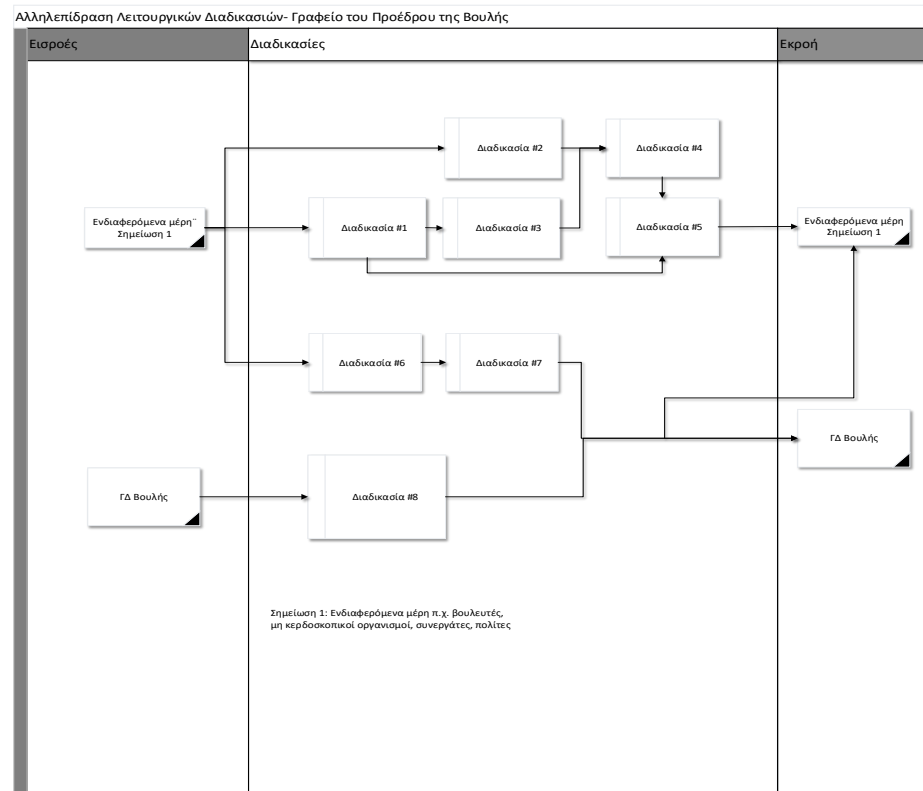 Αλληλεπίδραση Λειτουργικών Διαδικασιών- Γραφείο του Προέδρου της Βουλής
Εισροές
Διαδικασίες
Εκροή
Διαδικασία #2
Διαδικασία #4
Ενδιαφερόμενα μέρη¨
Σημείωση 1
Διαδικασία #1
Διαδικασία #3
Διαδικασία #5
Ενδιαφερόμενα μέρη
Σημείωση 1
Διαδικασία #6
Διαδικασία #7
ΓΔ Βουλής
ΓΔ Βουλής
Διαδικασία #8
Σημείωση 1: Ενδιαφερόμενα μέρη π.χ. βουλευτές,
μη κερδοσκοπικοί οργανισμοί, συνεργάτες, πολίτες